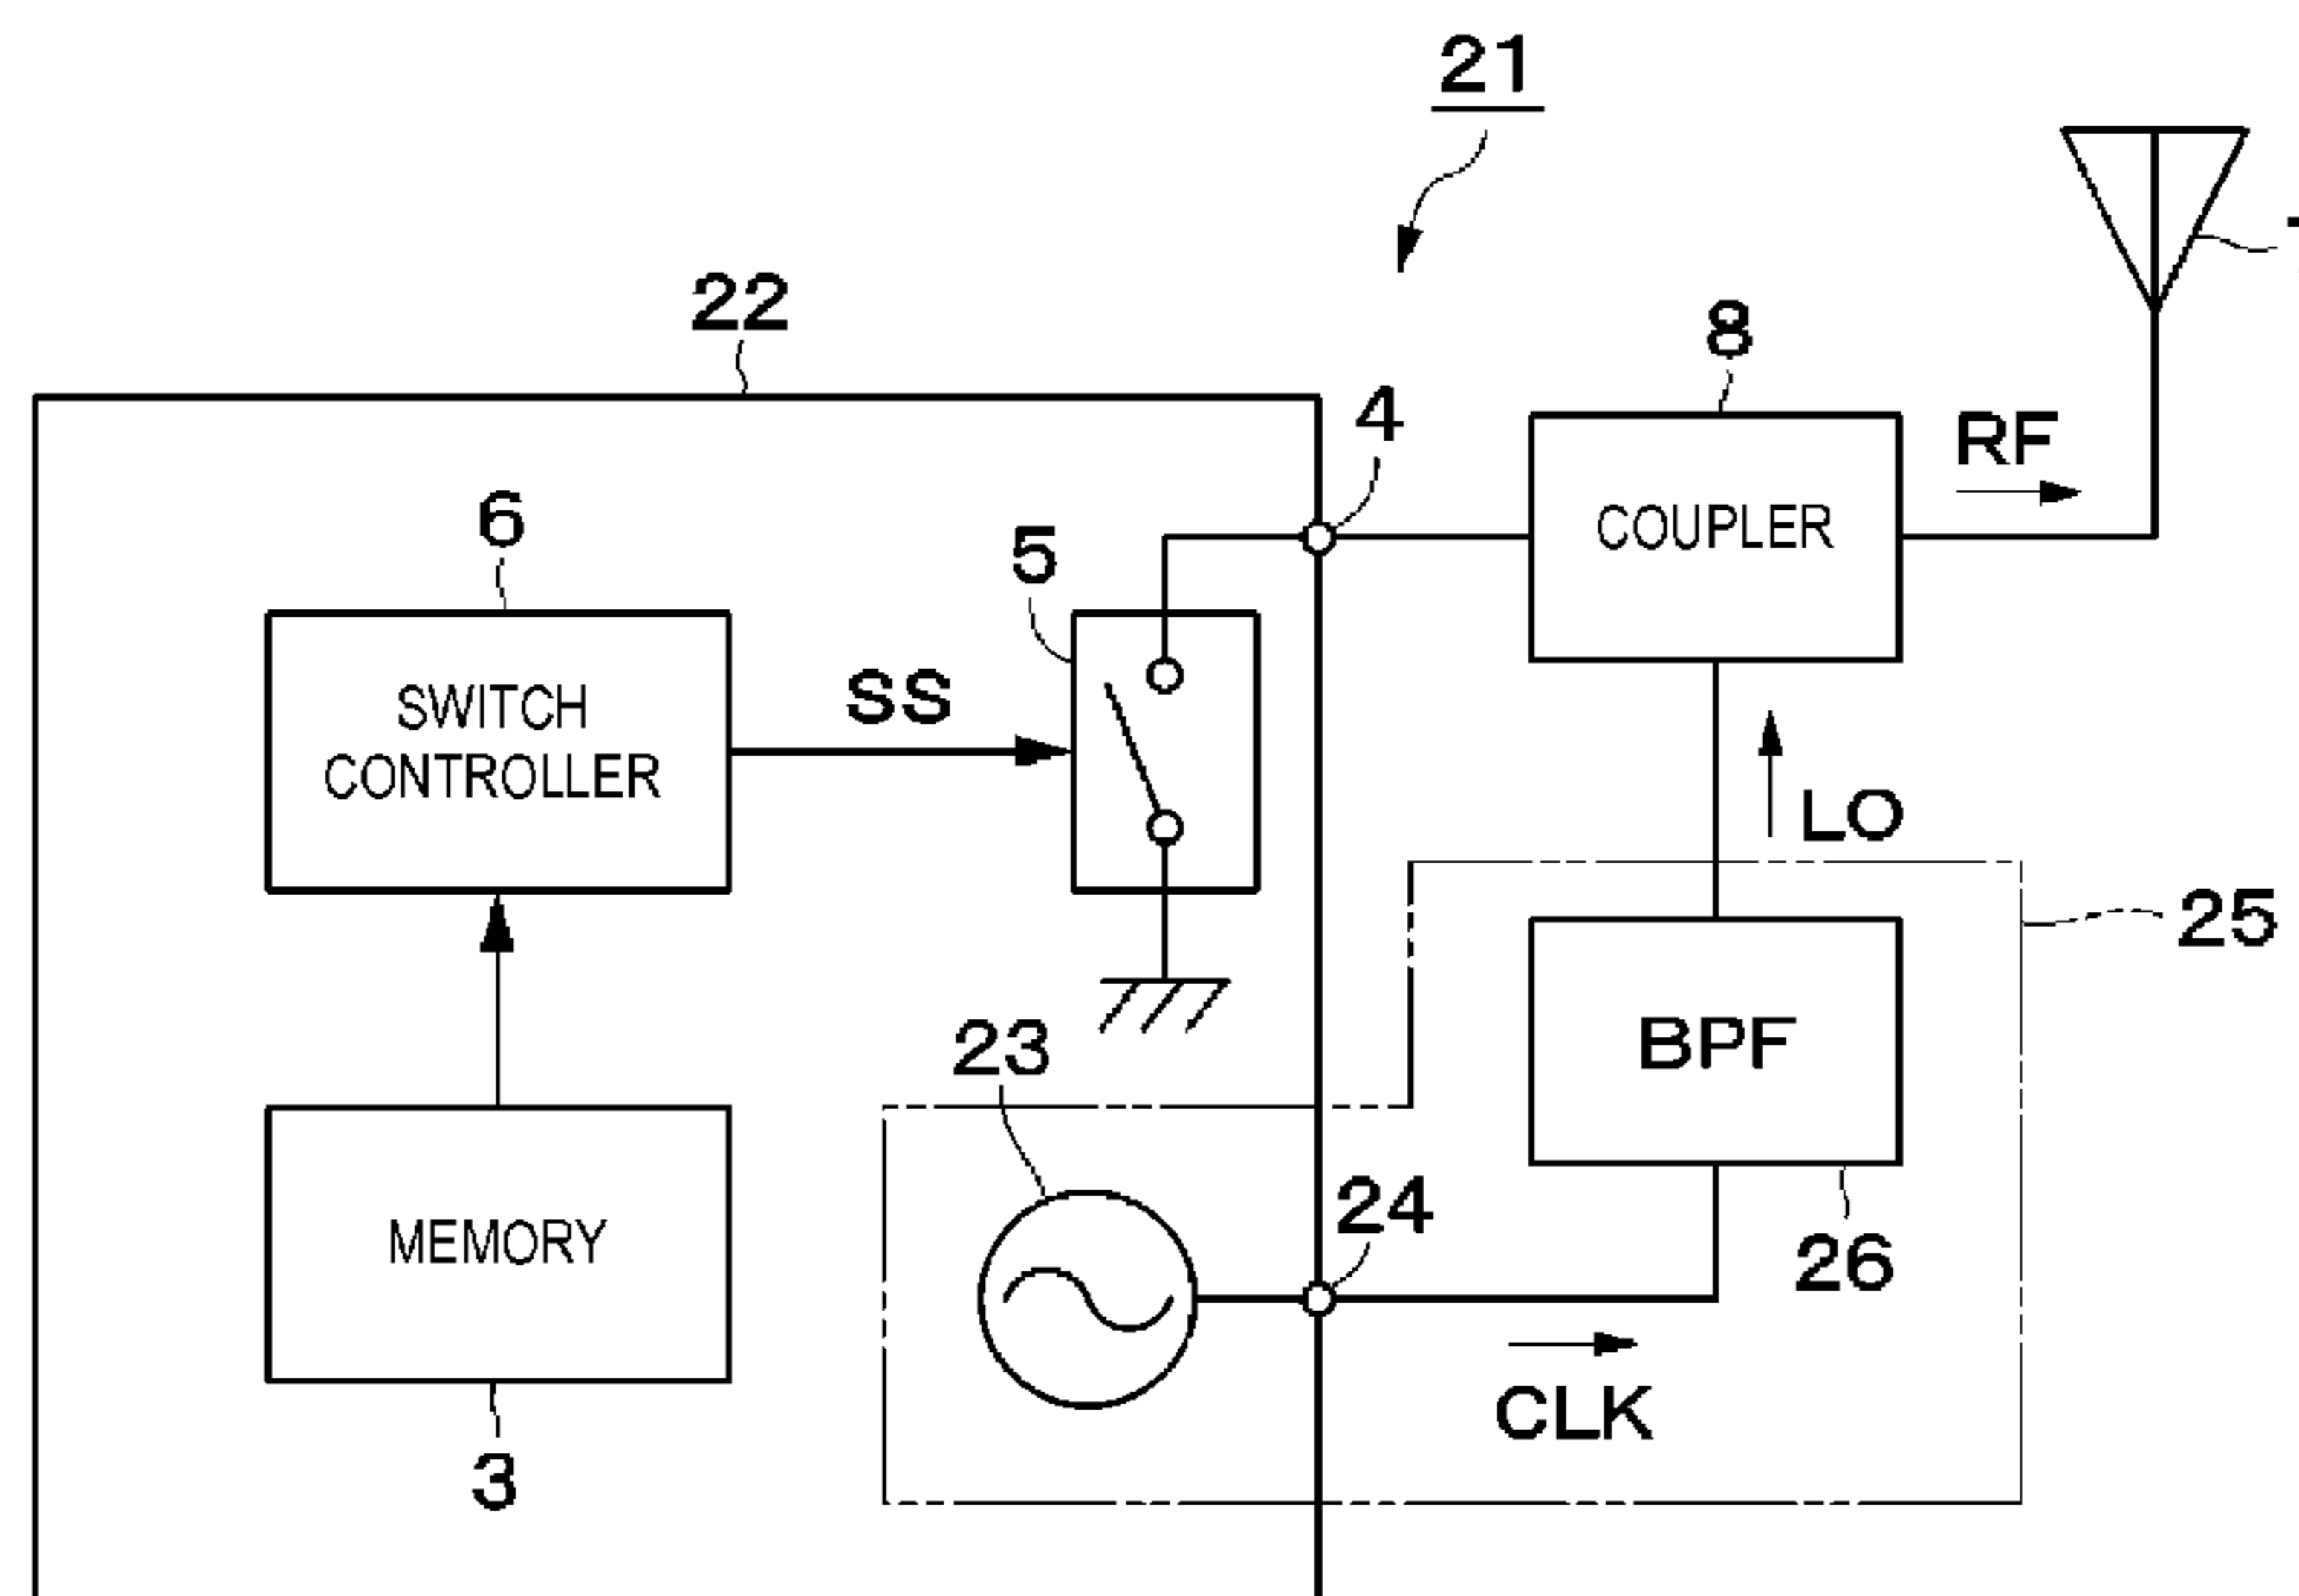 21
22
8
4
RF
6
5
COUPLER
SS
SWITCH
CONTROLLER
LO
25
23
BPF
24
MEMORY
26
CLK
3